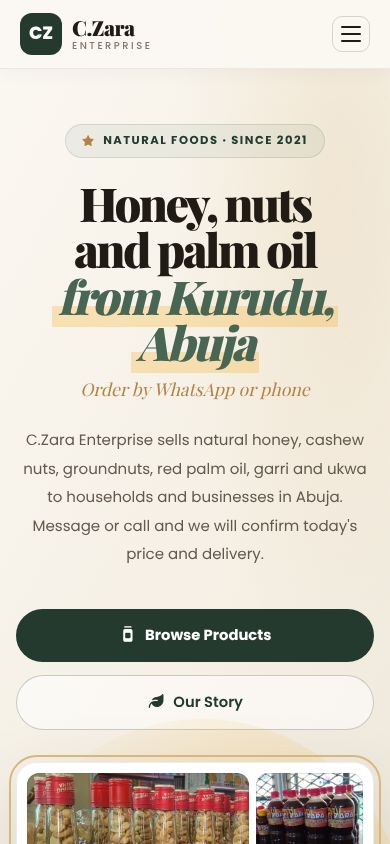 CZ
C.Zara
ENTERPRISE
NATURAL FOODS · SINCE 2021
Honey, nuts
and palm oil
from Kurudu,
Abuja
Order by WhatsApp or phone
C.Zara Enterprise sells natural honey, cashew
nuts, groundnuts, red palm oil, garri and ukwa
to households and businesses in Abuja.
Message or call and we will confirm today's
price and delivery.
Browse Products
Our Story